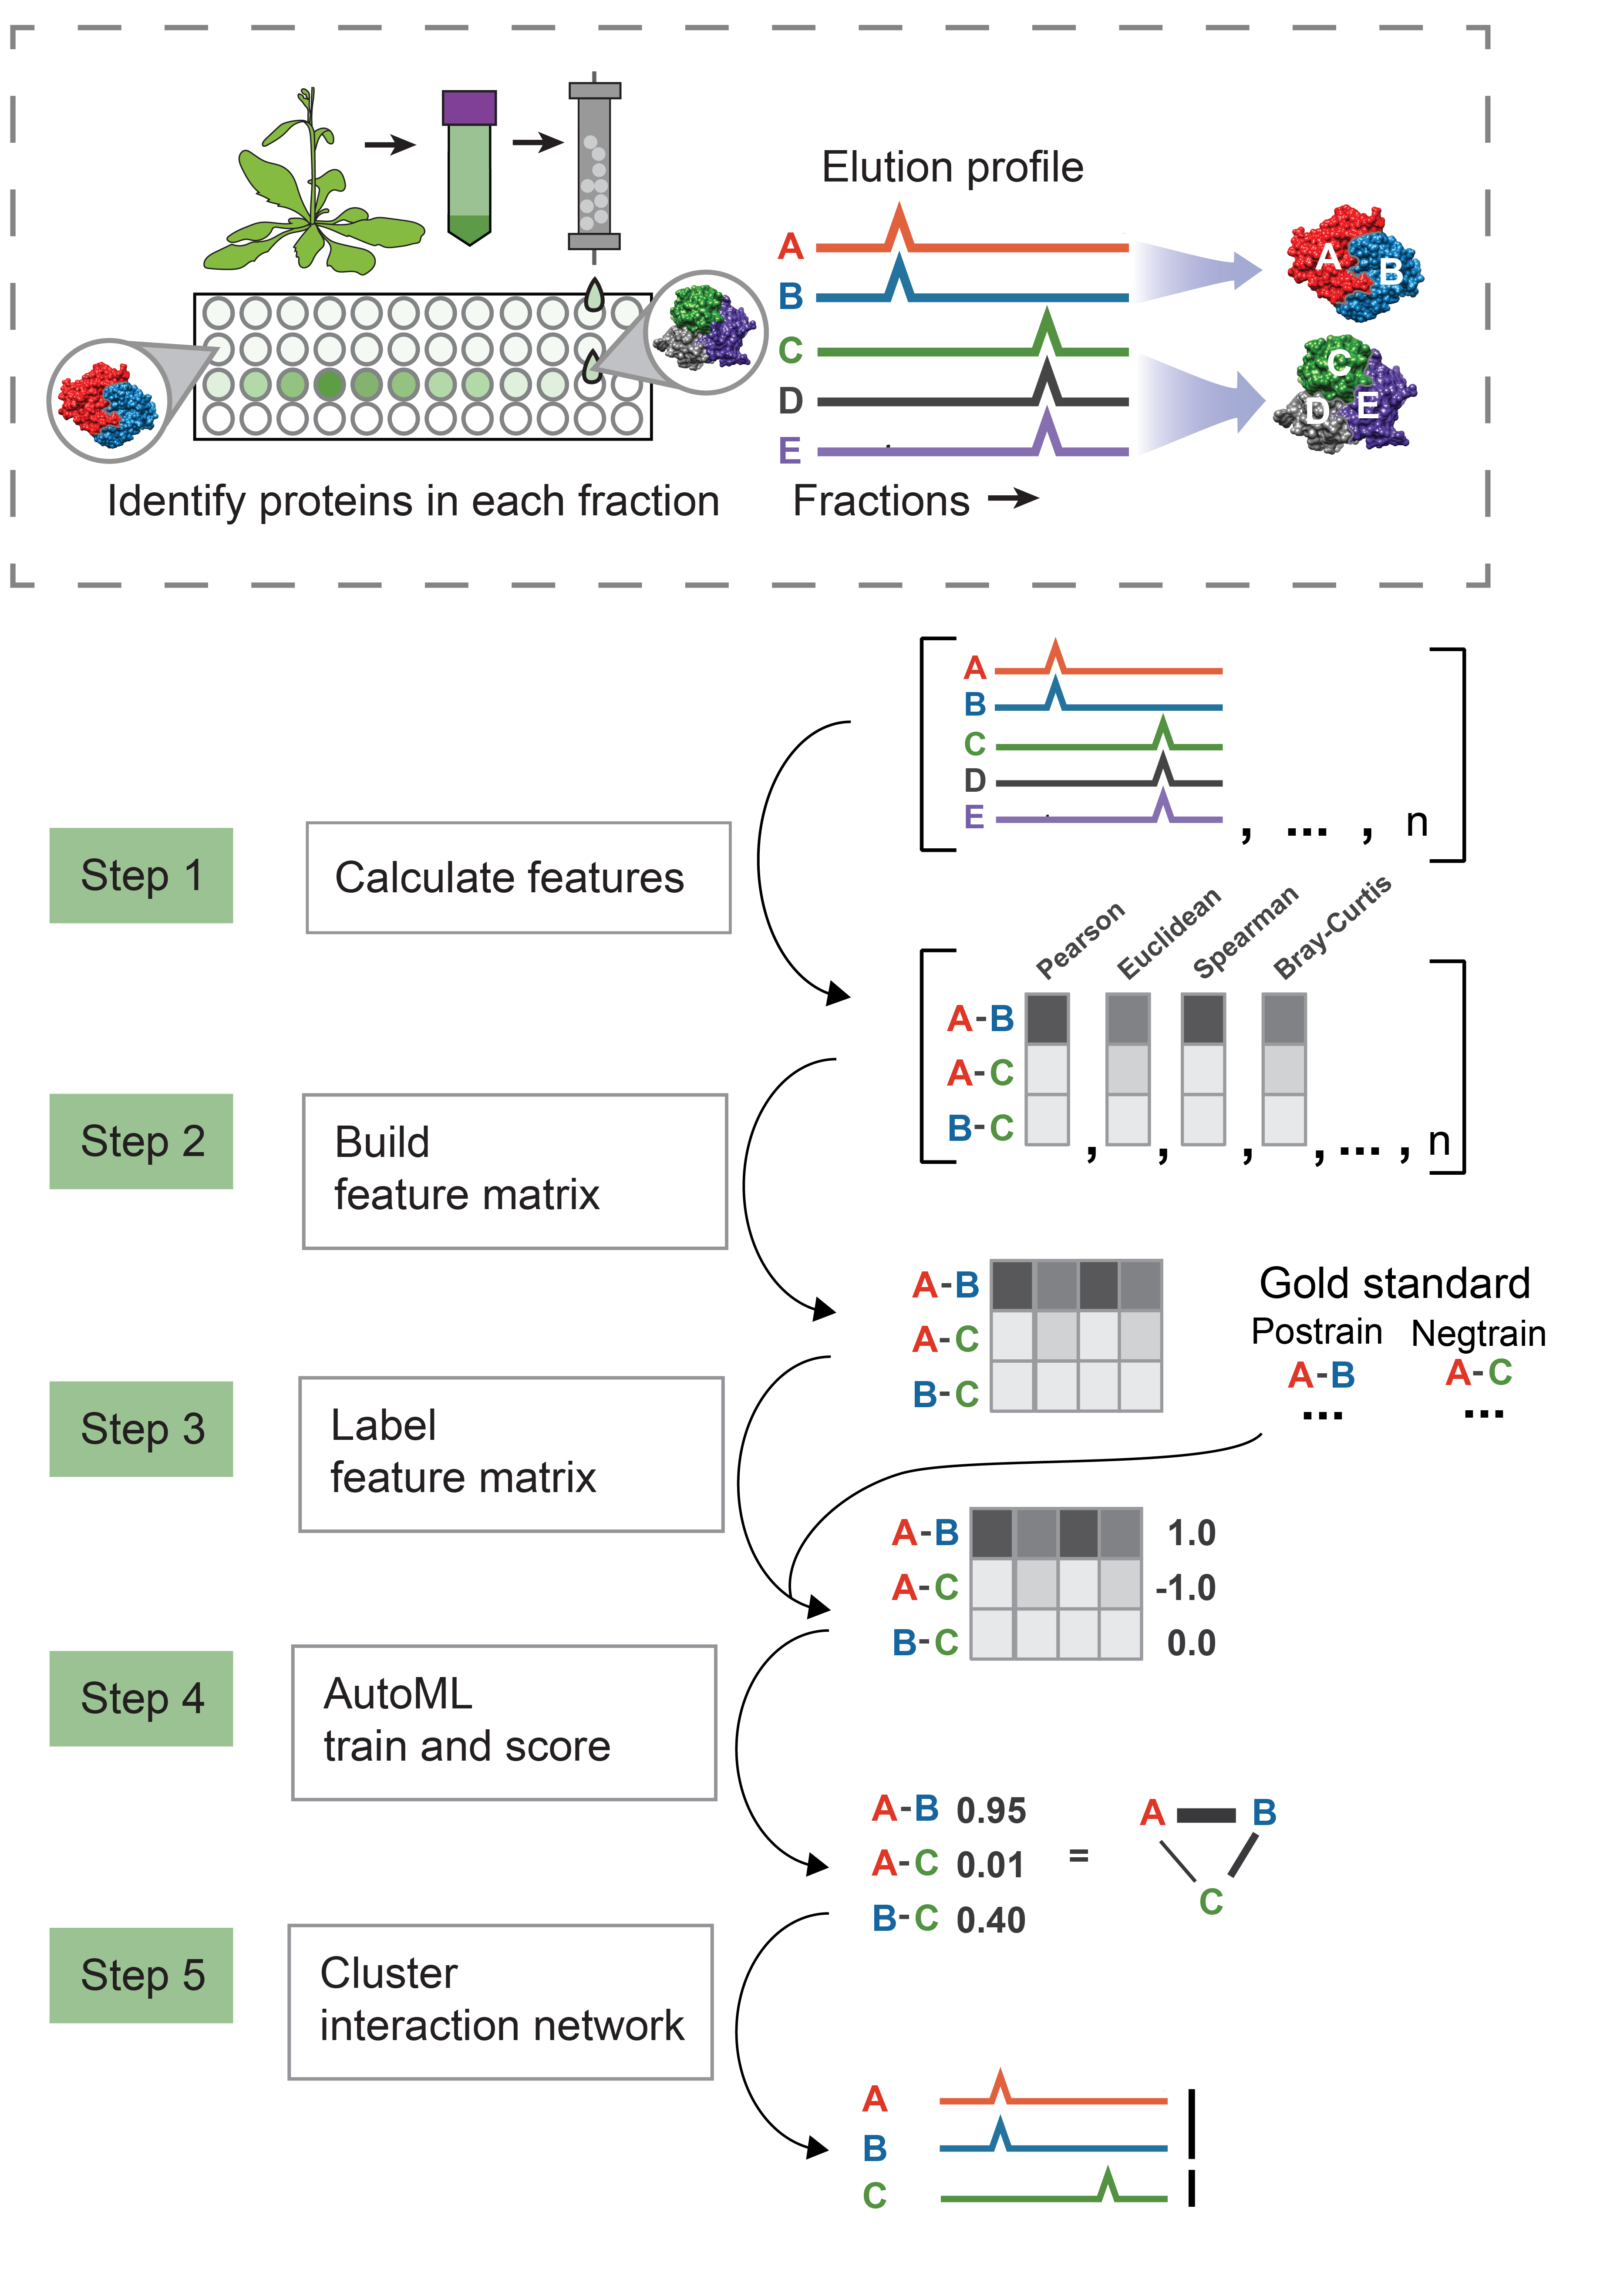 Elution profile
A
B
C
D
E
A
B
C
D
E
Identify proteins in each fraction
Fractions
A
B
C
D
E
, ... , n
Step 1
Calculate features
Pearson
Euclidean
Spearman
Bray-Curtis
A-B
A-C
B-C
, , , , ... , n
Step 2
Build
feature matrix
A-B
A-C
B-C
Gold standard
Postrain
Negtrain
A-B
A-C
...
...
Step 3
Label
feature matrix
A-B 1.0
A-C -1.0
B-C 0.0
Step 4
AutoML
train and score
A-B 0.95
A-C 0.01
B-C 0.40
=
A
B
C
Step 5
Cluster
interaction network
A
B
C